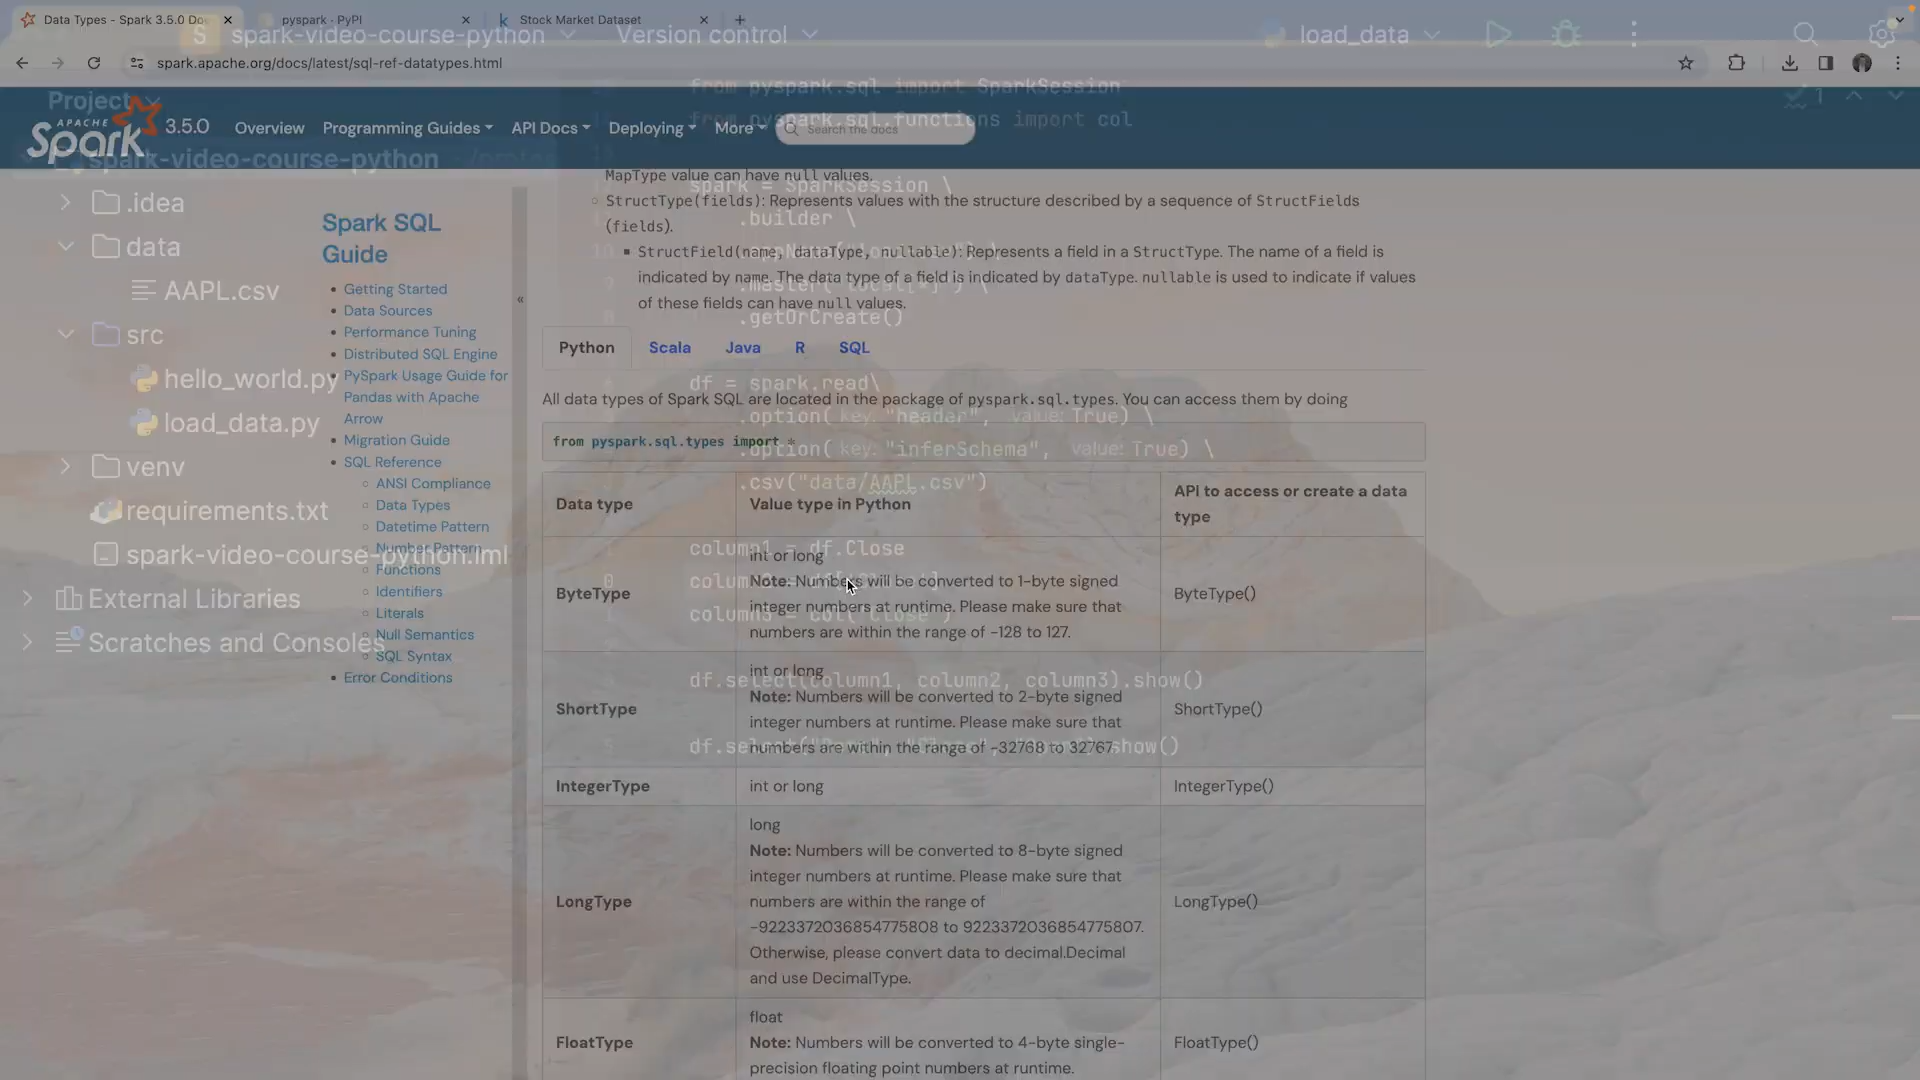 Data Types - Spark 3.5.0 Do
pyspark · PyPI
Stock Market Dataset
S spark-video-course-python
Version control
load_data
spark.apache.org/docs/latest/sql-ref-datatypes.html
Project
from pyspark.sql import SparkSession
from pyspark.sql.functions import col
1
APACHE
Spark 3.5.0
Overview
Programming Guides
API Docs
Deploying
More
Search the docs
spark-video-course-python
.idea
data
AAPL.csv
src
hello_world.py
load_data.py
venv
requirements.txt
spark-video-course-python.iml
External Libraries
Scratches and Consoles
Spark SQL
Guide
Getting Started
Data Sources
Performance Tuning
Distributed SQL Engine
PySpark Usage Guide for
Pandas with Apache
Arrow
Migration Guide
SQL Reference
ANSI Compliance
Data Types
Datetime Pattern
Number Pattern
Functions
Identifiers
Literals
Null Semantics
SQL Syntax
Error Conditions
«
MapType value can have null values.
StructType(fields): Represents values with the structure described by a sequence of StructFields
(fields).
StructField(name, dataType, nullable): Represents a field in a StructType. The name of a field is
indicated by name. The data type of a field is indicated by dataType. nullable is used to indicate if values
of these fields can have null values.
spark = SparkSession \
.builder \
.getOrCreate()
Python Scala Java R SQL
df = spark.read\
.option( key: "header", value: True) \
.option( key: "inferSchema", value: True) \
.csv("data/AAPL.csv")
All data types of Spark SQL are located in the package of pyspark.sql.types. You can access them by doing
from pyspark.sql.types import *
column1 = df.Close
df.select(column1, column2, column3).show()
Data type
Value type in Python
API to access or create a data
type
ByteType
int or long
Note: Numbers will be converted to 1-byte signed
integer numbers at runtime. Please make sure that
numbers are within the range of -128 to 127.
ByteType()
ShortType
int or long
Note: Numbers will be converted to 2-byte signed
integer numbers at runtime. Please make sure that
numbers are within the range of -32768 to 32767.
ShortType()
IntegerType
int or long
IntegerType()
LongType
long
Note: Numbers will be converted to 8-byte signed
integer numbers at runtime. Please make sure that
numbers are within the range of
-9223372036854775808 to 9223372036854775807.
Otherwise, please convert data to decimal.Decimal
and use DecimalType.
LongType()
FloatType
float
Note: Numbers will be converted to 4-byte single-
precision floating point numbers at runtime.
FloatType()